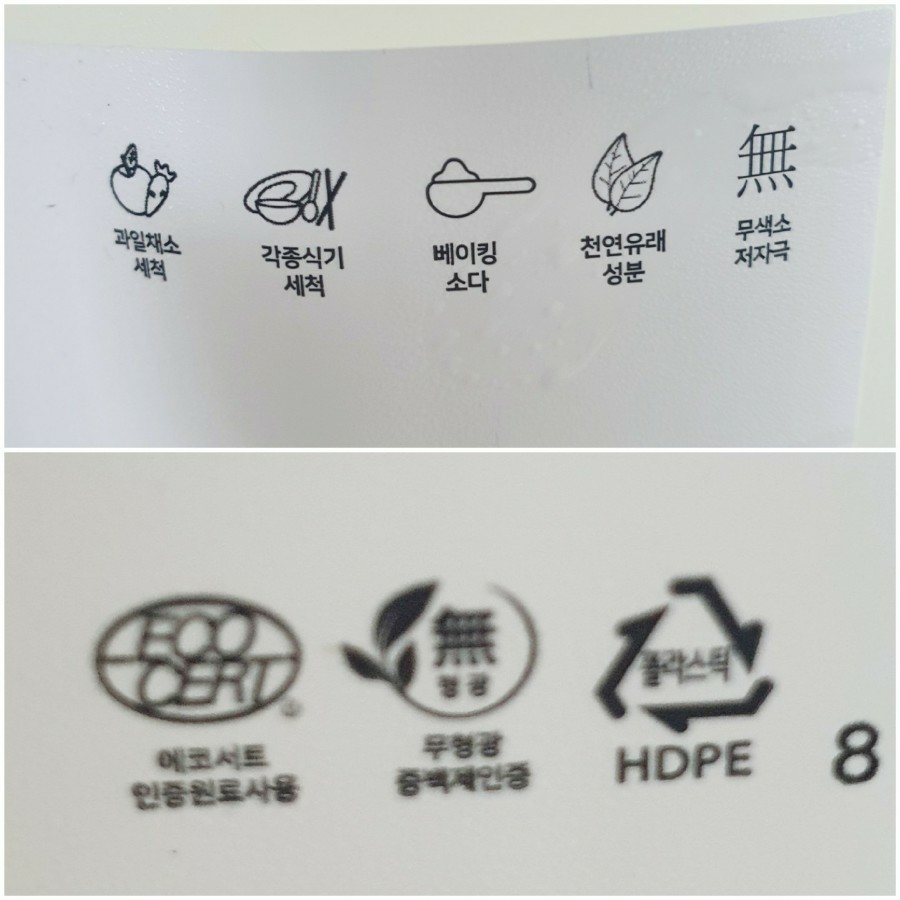 과일채소
세척
각종식기
세척
베이킹
소다
천연유래
성분
無
무색소
저자극
ECO
CERT
에코서트
인증원료사용
無
형광
무형광
증백제인증
플라스틱
HDPE
8